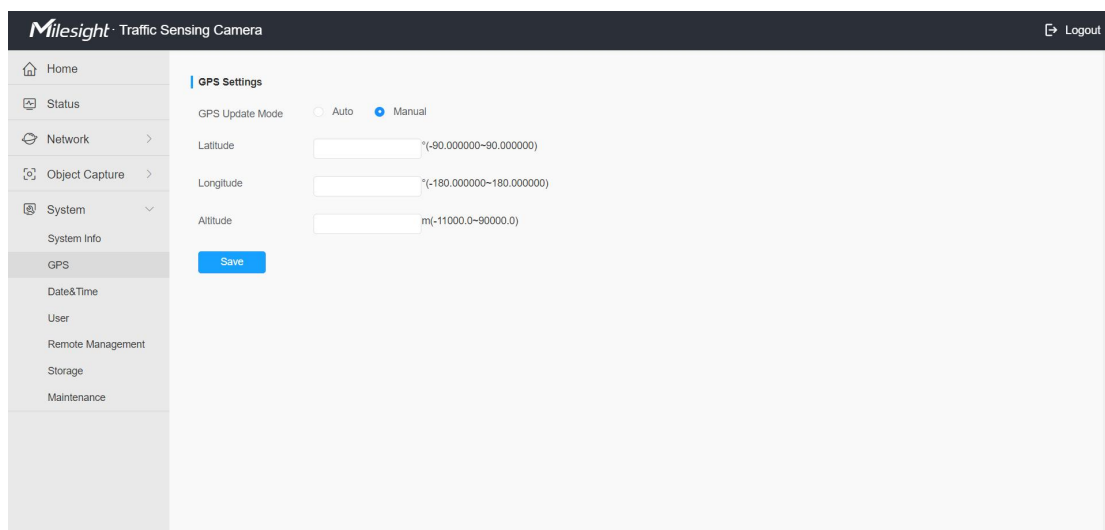 Milesight · Traffic Sensing Camera
Logout
Home
Status
Network
Object Capture
System
System Info
GPS
Date&Time
User
Remote Management
Storage
Maintenance
GPS Settings
GPS Update Mode Auto Manual
Latitude °(-90.000000~90.000000)
Longitude °(-180.000000~180.000000)
Altitude m(-11000.0~90000.0)
Save